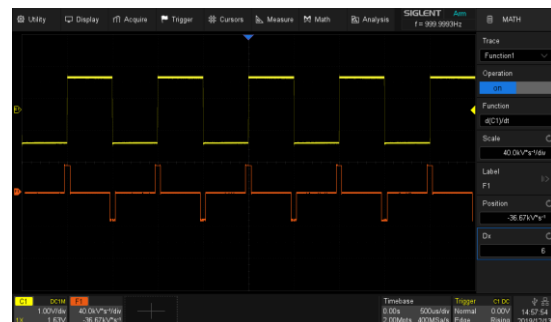 Utility Display Acquire Trigger Cursors Measure Math Analysis
SIGLENT Arm
f = 999.9993Hz
MATH
Trace
Function1
Operation
on
Function
d(C1)/dt
Scale
40.0kV*s⁻¹/div
Label
F1
Position
-36.67kV*s⁻¹
Dx
6
C1 DC1M
1X 1.00V/div
1.63V
F1
40.0kV*s⁻¹
-36.67kV*s⁻¹
Timebase
0.00s 500us/div
2.00Mpts 400MSa/s
Trigger C1 DC
Normal 0.00V
Edge Rising
14:57:54